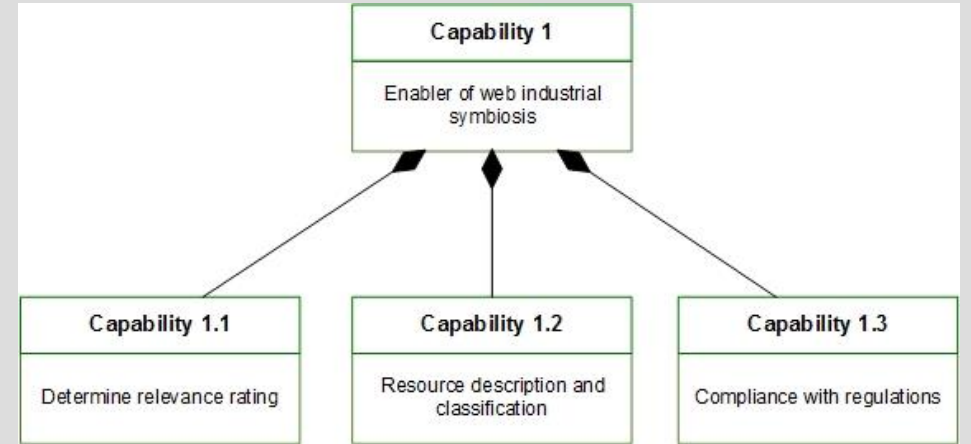 Capability 1
Enabler of web industrial
symbiosis
Capability 1.1
Determine relevance rating
Capability 1.2
Resource description and
classification
Capability 1.3
Compliance with regulations